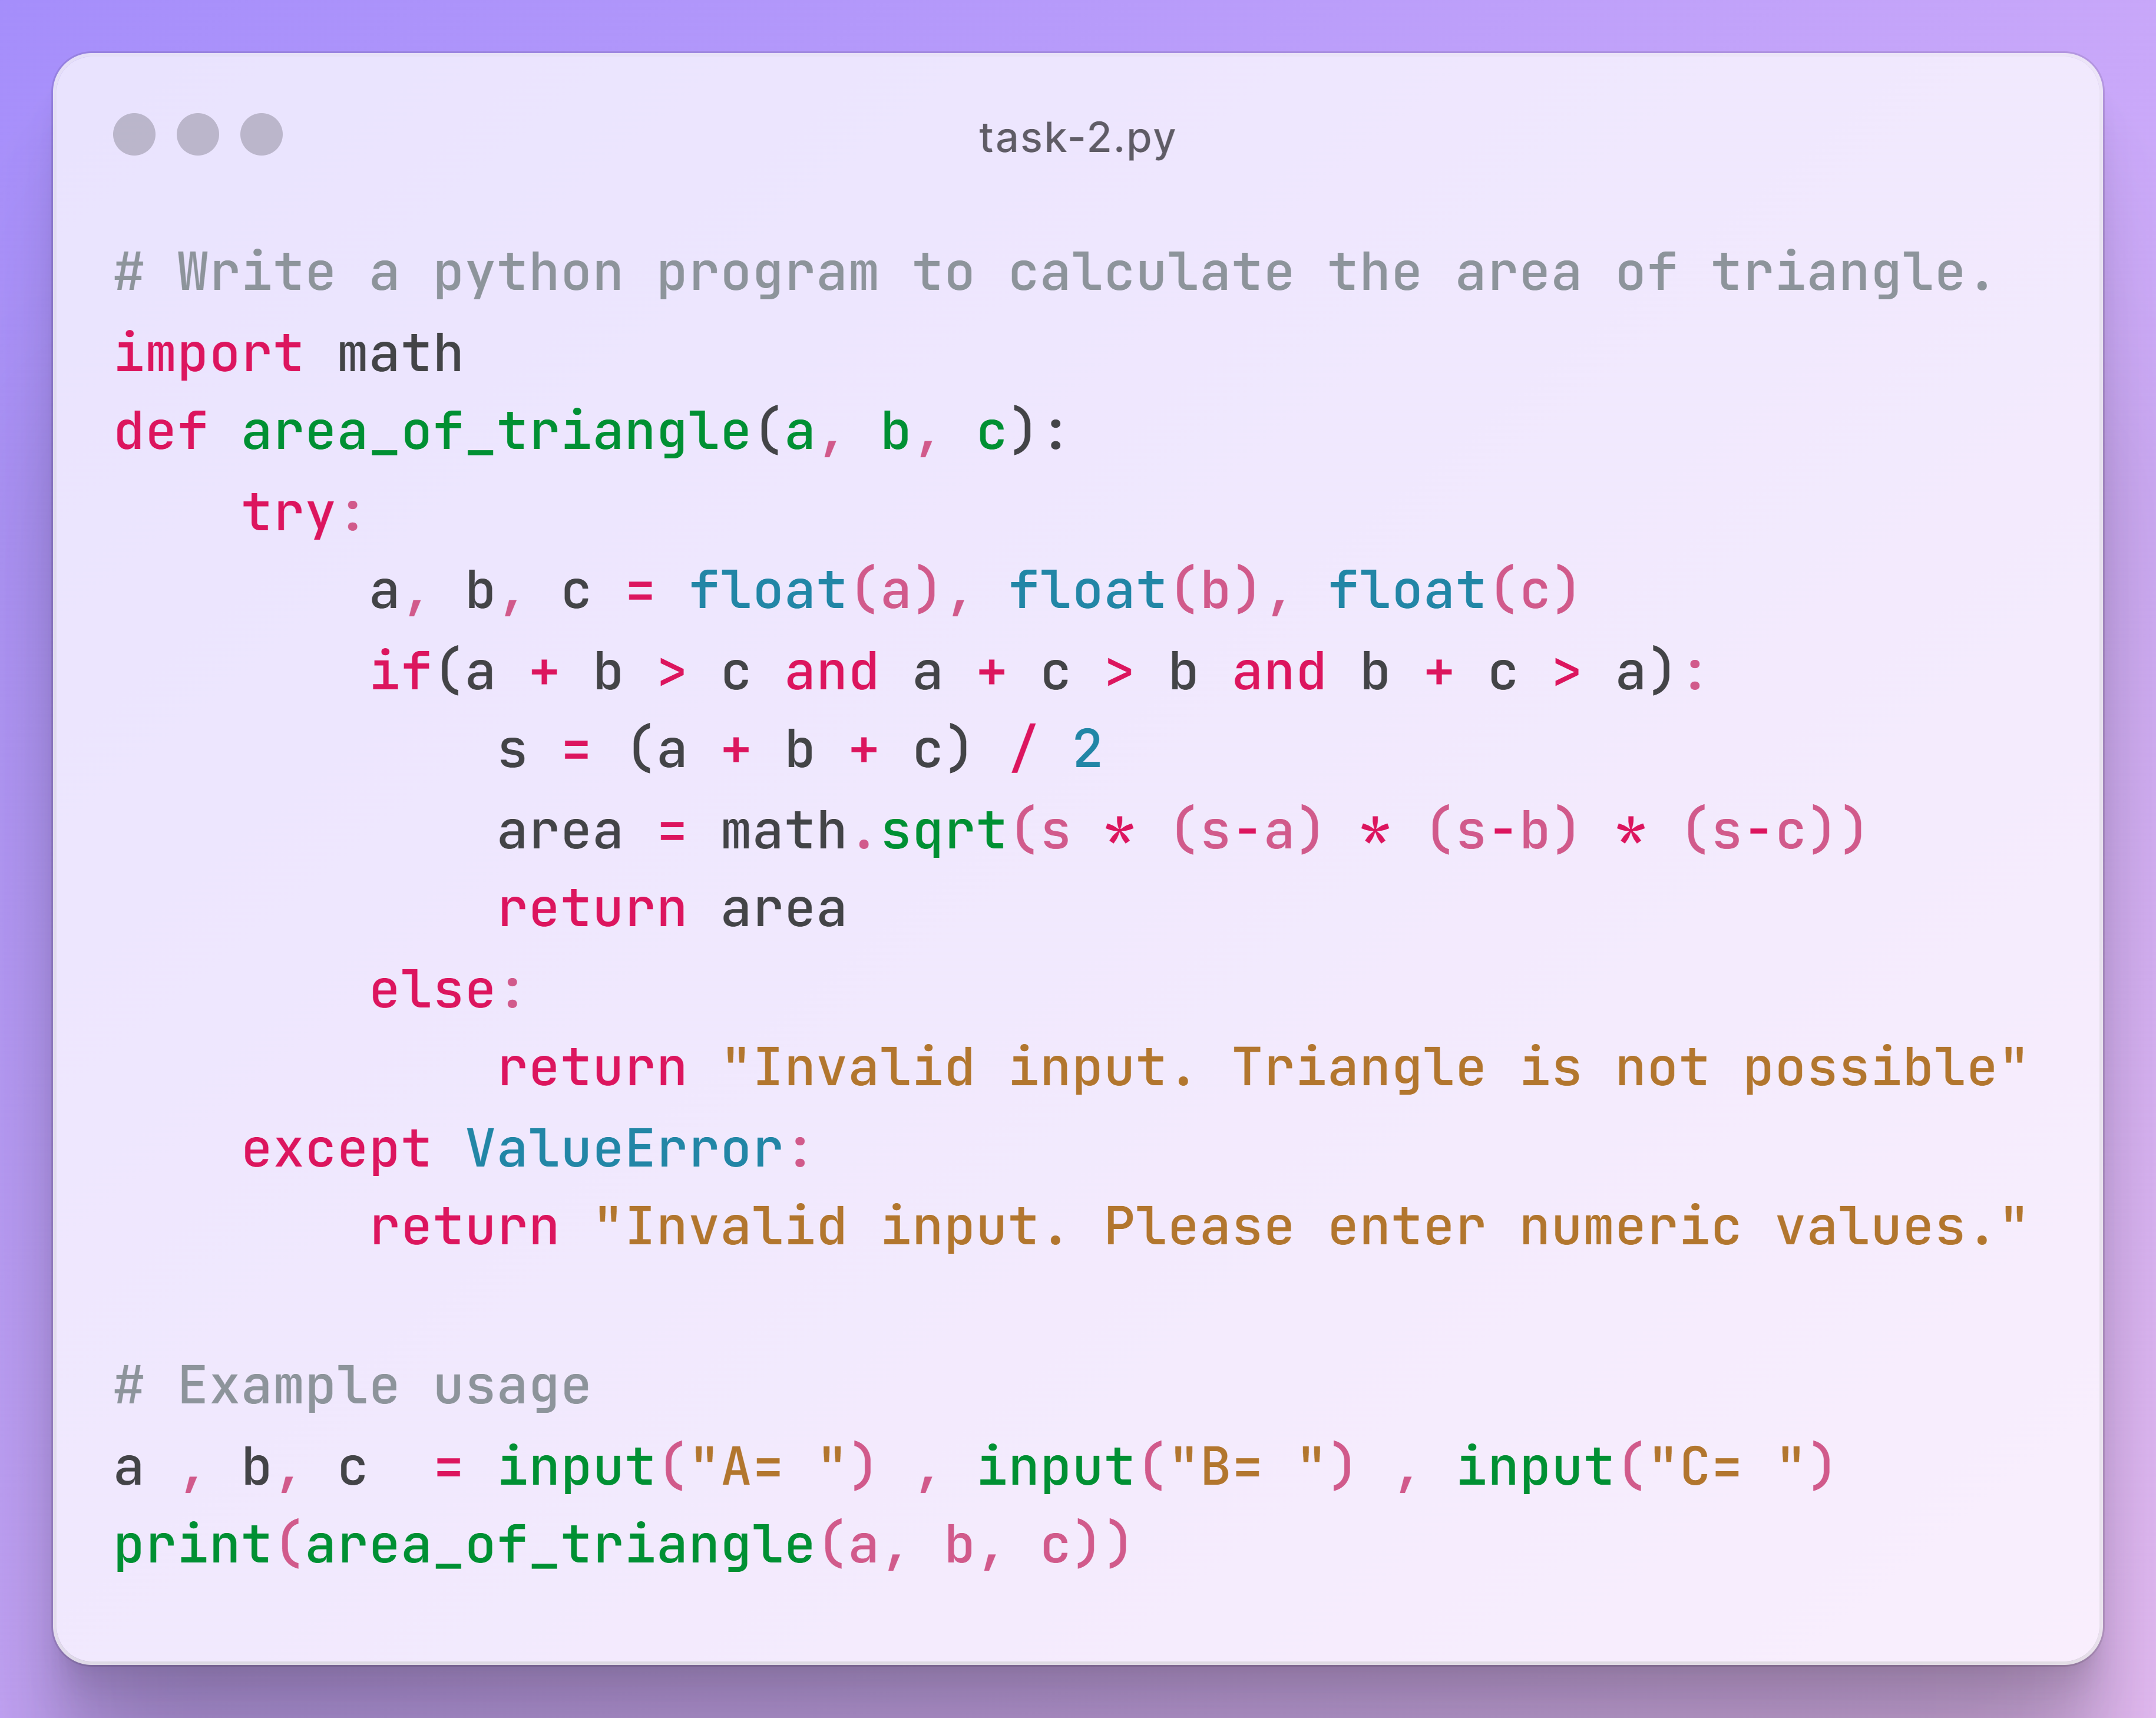 task-2.py
# Write a python program to calculate the area of triangle.
import math
def area_of_triangle(a, b, c):
    try:
        a, b, c = float(a), float(b), float(c)
        if(a + b > c and a + c > b and b + c > a):
            s = (a + b + c) / 2
            area = math.sqrt(s * (s-a) * (s-b) * (s-c))
            return area
        else:
            return "Invalid input. Triangle is not possible"
    except ValueError:
        return "Invalid input. Please enter numeric values."
# Example usage
a , b, c  = input("A= ") , input("B= ") , input("C= ")
print(area_of_triangle(a, b, c))